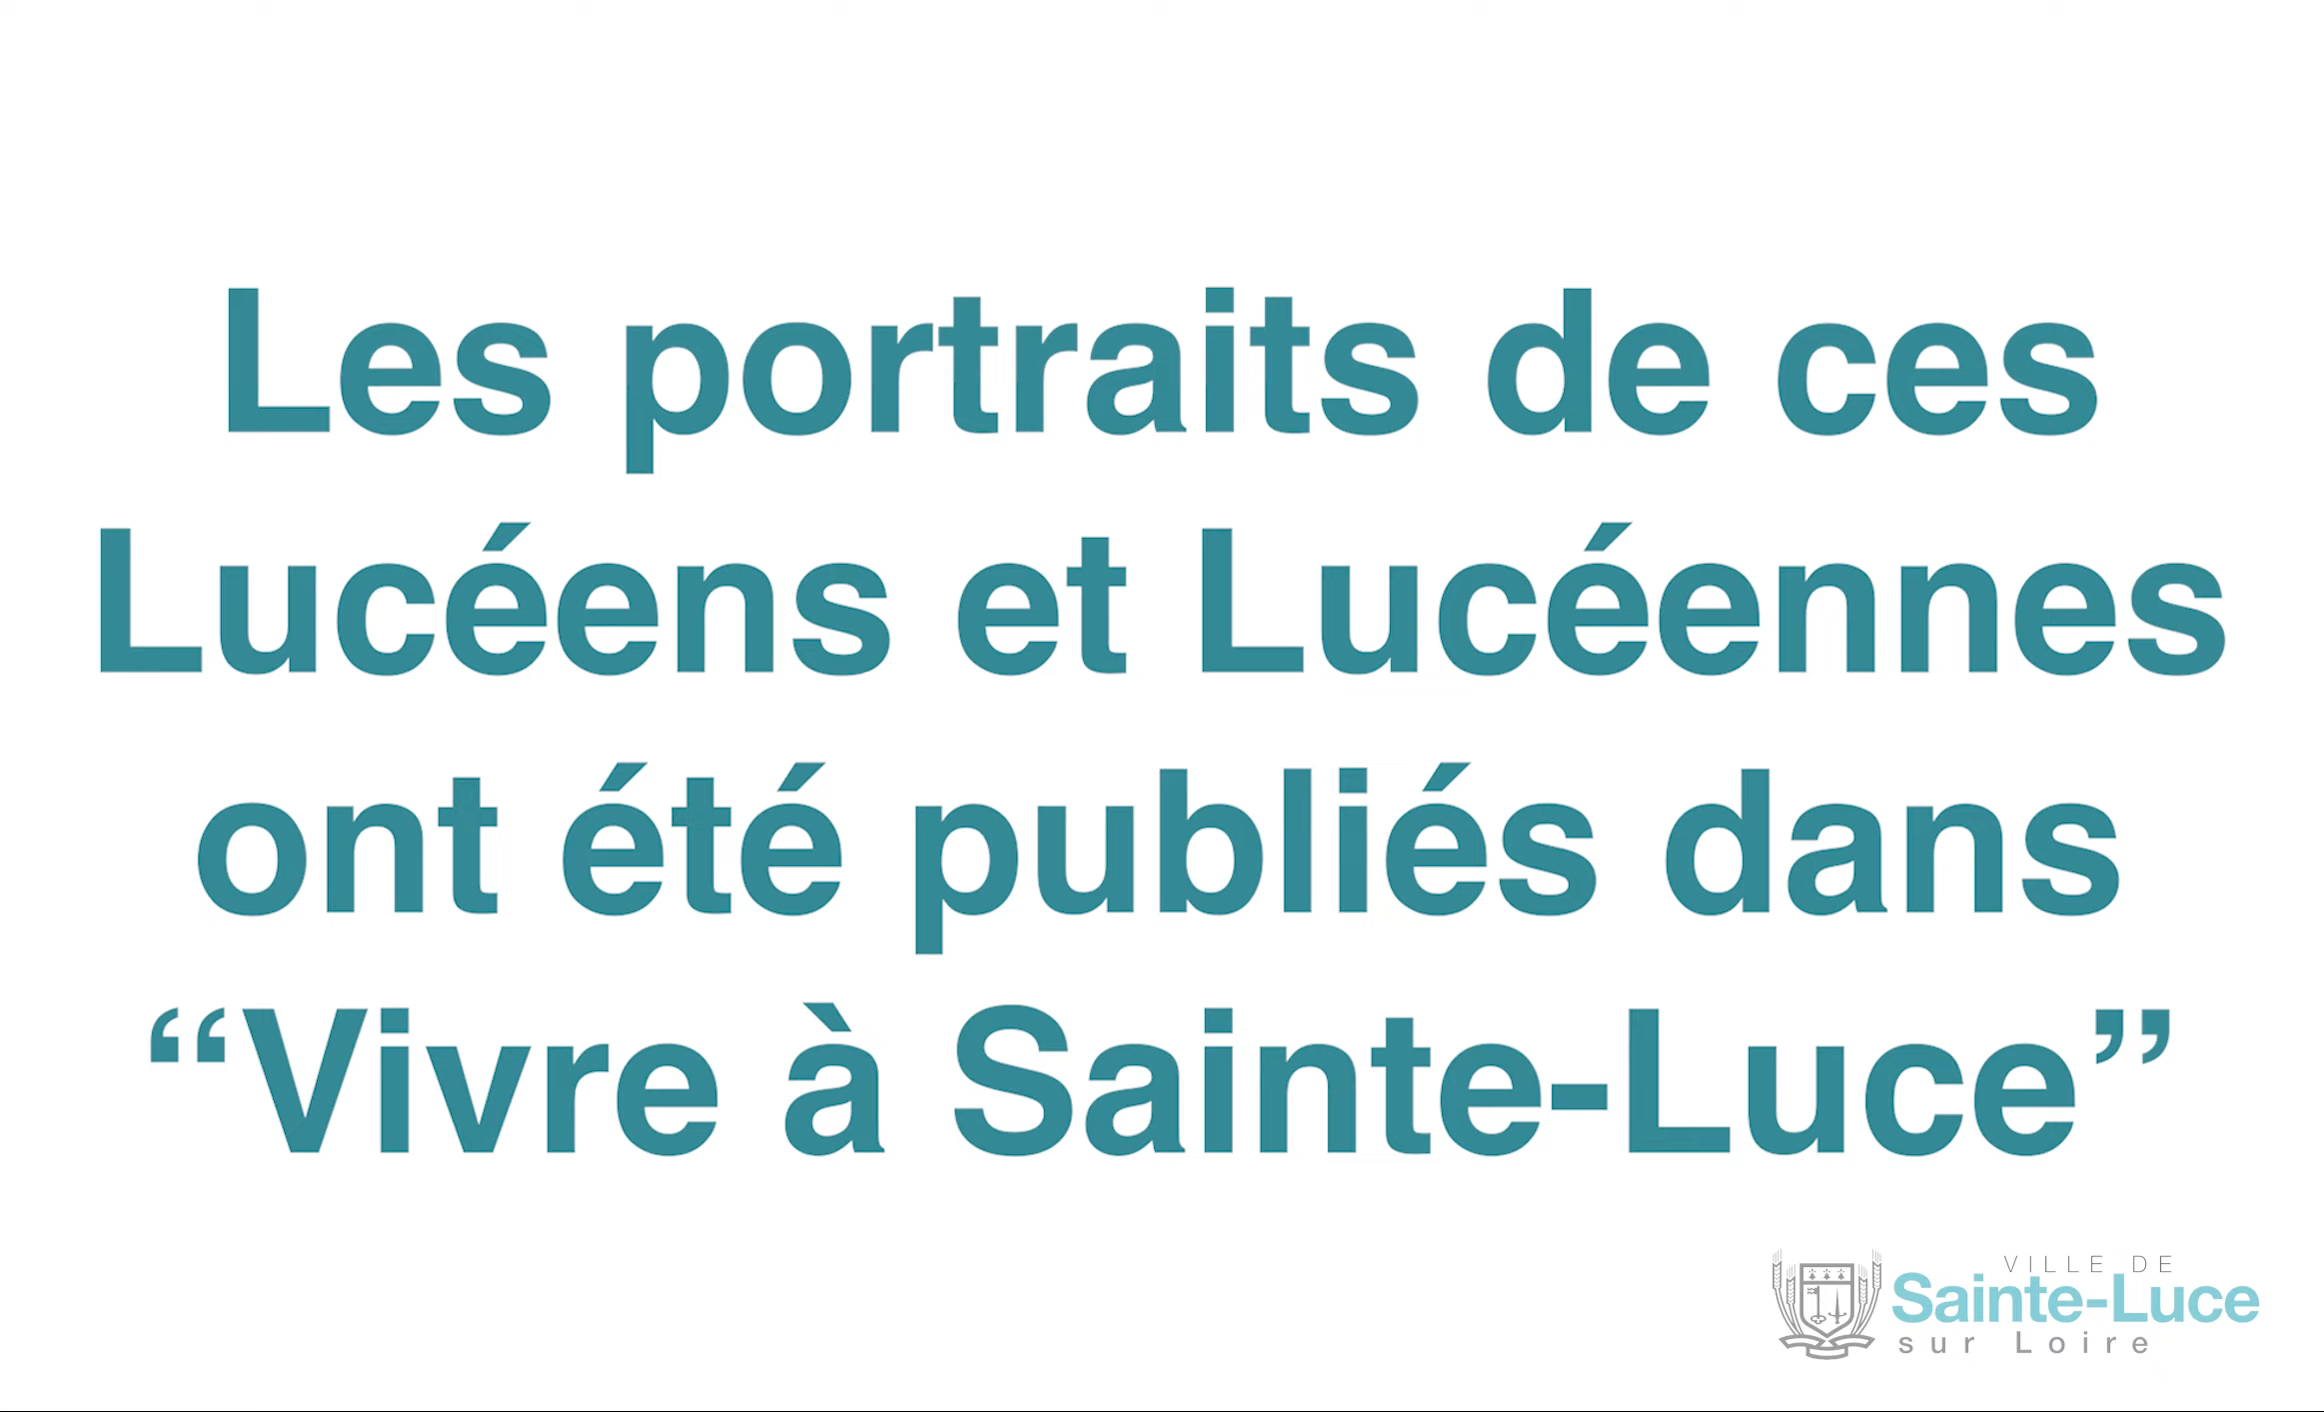 Les portraits de ces
Lucéens et Lucéennes
ont été publiés dans
“Vivre à Sainte-Luce”
VILLE DE
Sainte-Luce
sur Loire